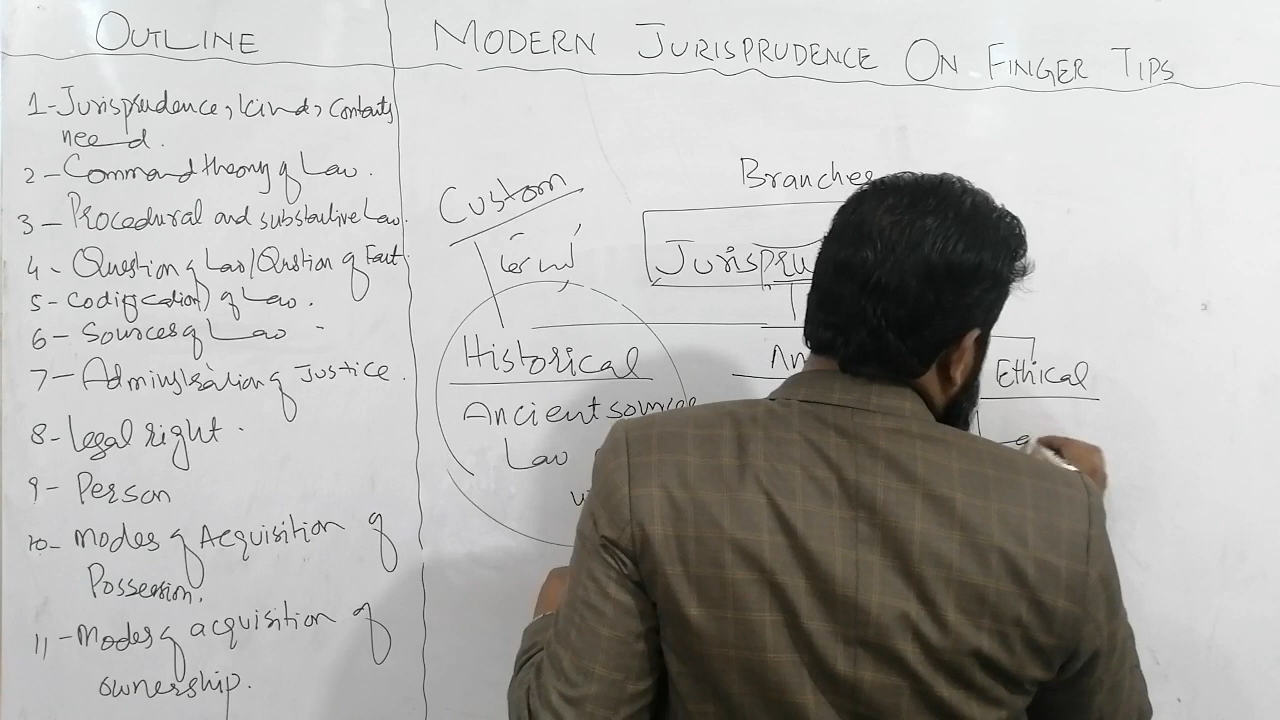 OUTLINE
MODERN JURISPRUDENCE ON FINGER TIPS
1-Jurisprudence, kinds, contents
need.
2-Command theory of Law.
3-Procedural and substantive Law.
4-Question of Law/Qustion of Fact.
5-Codification of Law.
6-Sources of Law
7-Administration of Justice.
8-Legal right.
9-Person
10-Modes of Acquisition of
Possession.
11-Modes of acquisition of
ownership.
Branches
Custom
Jurispru
Historical
An
Ethical
Ancient sources
Law